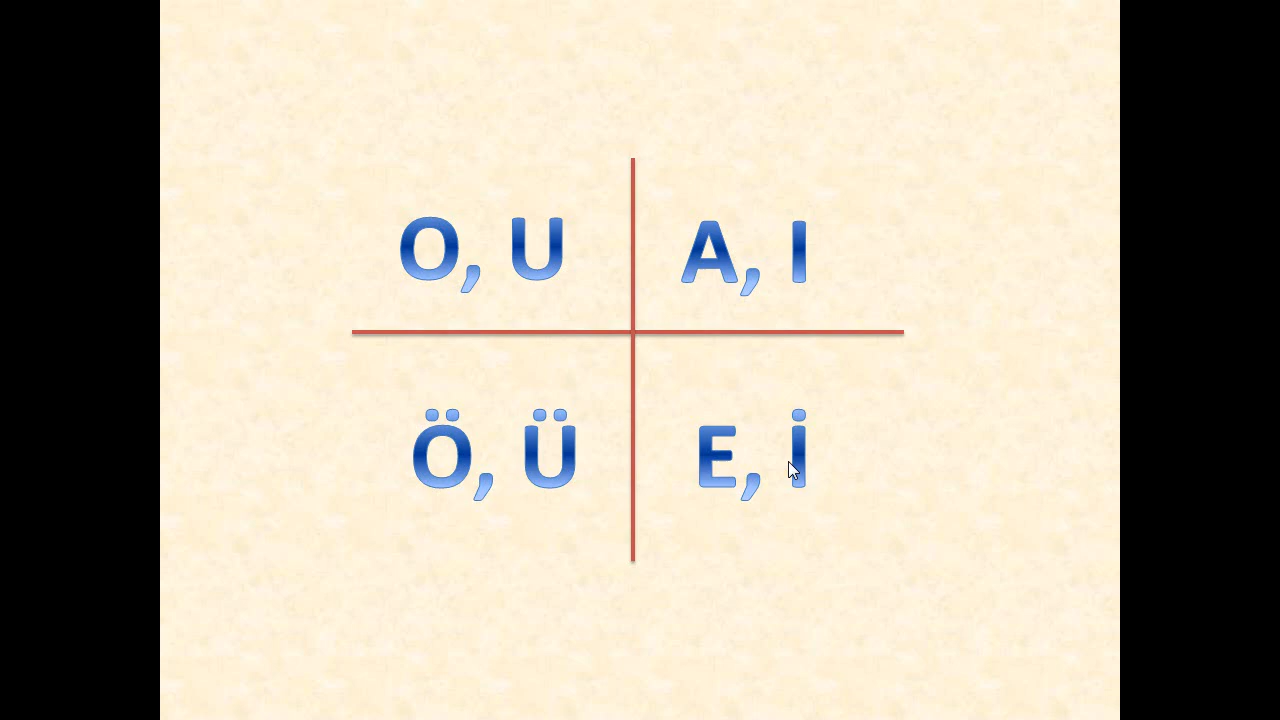 O, U A, I
Ö, Ü E, İ